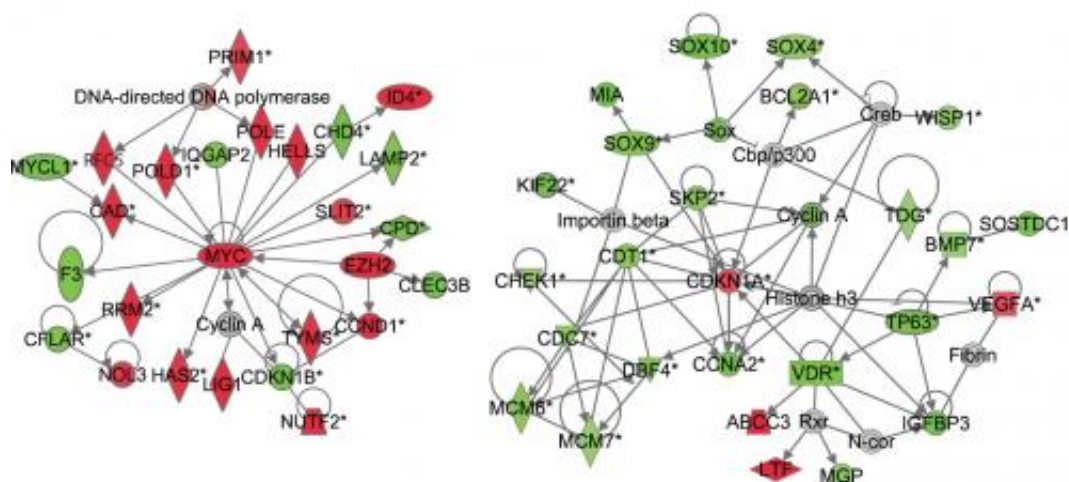 PRIM1*
DNA-directed DNA polymerase
ID4*
POLE
CHD4*
HELLS
RFC5
IQGAP2
MYCL1*
POLD1*
LAMP2*
CAD*
SLIT2*
CPD*
MYC
EZH2
F3
CLEC3B
RRM2*
Cyclin A
TYMS*
CCND1*
CFLAR*
NOL3
HAS2*
LIG1
CDKN1B*
NUTF2*
SOX10*
SOX4*
MIA
BCL2A1*
Sox
Creb
WISP1*
SOX9*
Cbp/p300
KIF22*
SKP2*
Importin beta
Cyclin A
TDG*
SOSTDC1
CDT1*
BMP7*
CHEK1*
CDKN1A*
Histone h3
VEGFA*
TP63*
CDC7*
Fibrin
DBF4*
CCNA2*
VDR*
MCM6*
ABCC3
Rxr
IGFBP3
MCM7*
N-cor
LTF
MGP